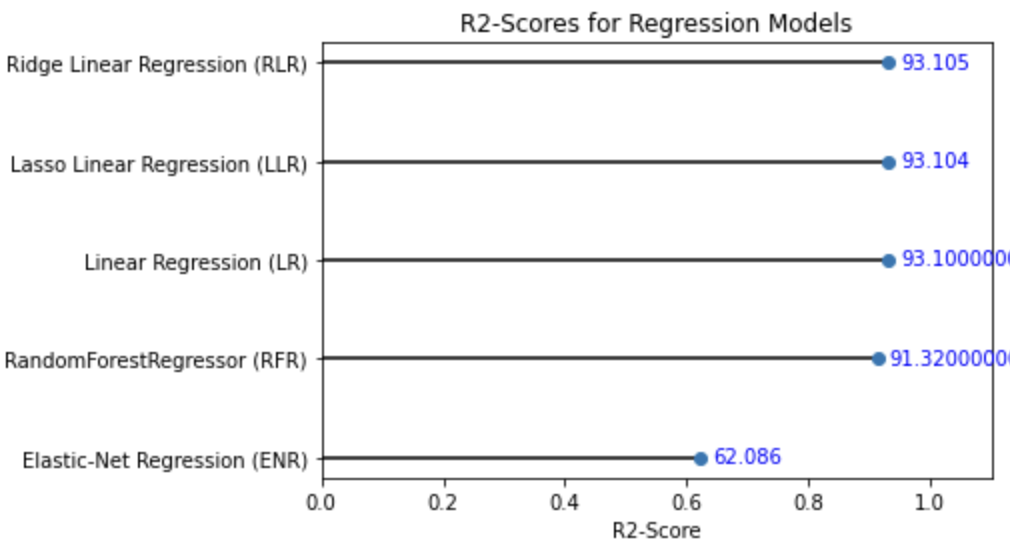 R2-Scores for Regression Models
Ridge Linear Regression (RLR) 93.105
Lasso Linear Regression (LLR) 93.104
Linear Regression (LR) 93.1000000
RandomForestRegressor (RFR) 91.32000000
Elastic-Net Regression (ENR) 62.086
0.0 0.2 0.4 0.6 0.8 1.0
R2-Score